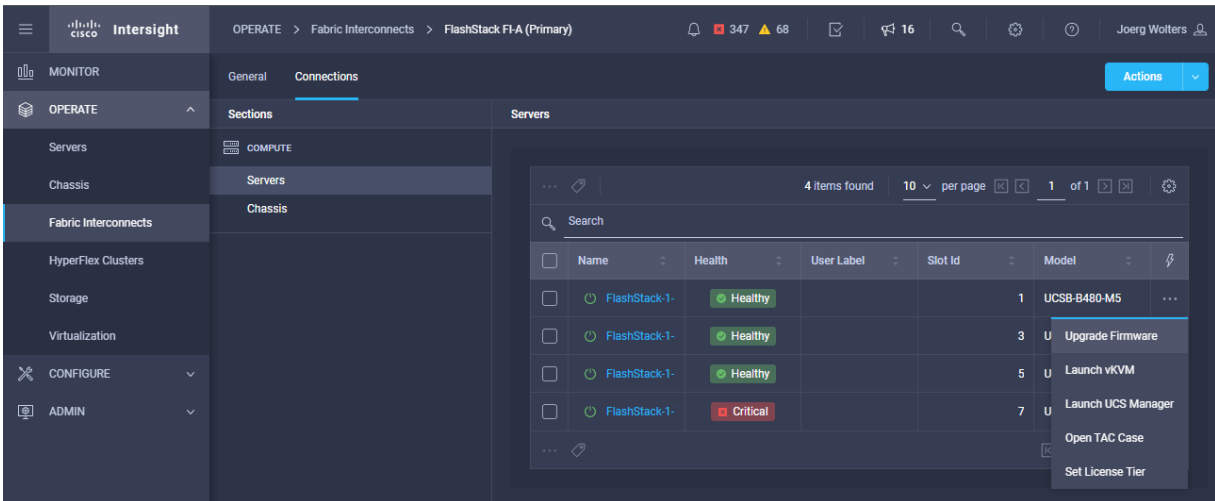 CISCO Intersight OPERATE > Fabric Interconnects > FlashStack FI-A (Primary) 347 68 16 Joerg Wolters
MONITOR
General Connections Actions
OPERATE
Sections Servers
Servers
COMPUTE
Chassis
Servers
4 items found 10 per page 1 of 1
Chassis
Fabric Interconnects
Search
HyperFlex Clusters
Name Health User Label Slot Id Model
Storage
FlashStack-1- Healthy 1 UCSB-B480-M5 ...
Virtualization
FlashStack-1- Healthy 3 U Upgrade Firmware
CONFIGURE
FlashStack-1- Healthy 5 U Launch vKVM
ADMIN
FlashStack-1- Critical 7 U Launch UCS Manager
Open TAC Case
Set License Tier